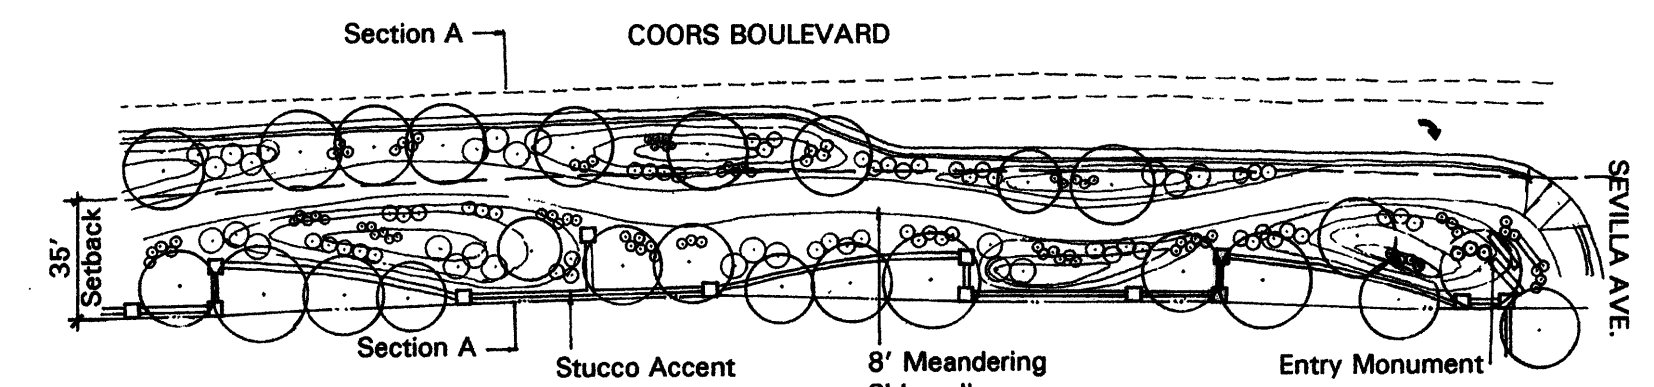 Section A
COORS BOULEVARD
35'
Setback
SEVILLA AVE.
Section A
Stucco Accent
8' Meandering
Entry Monument